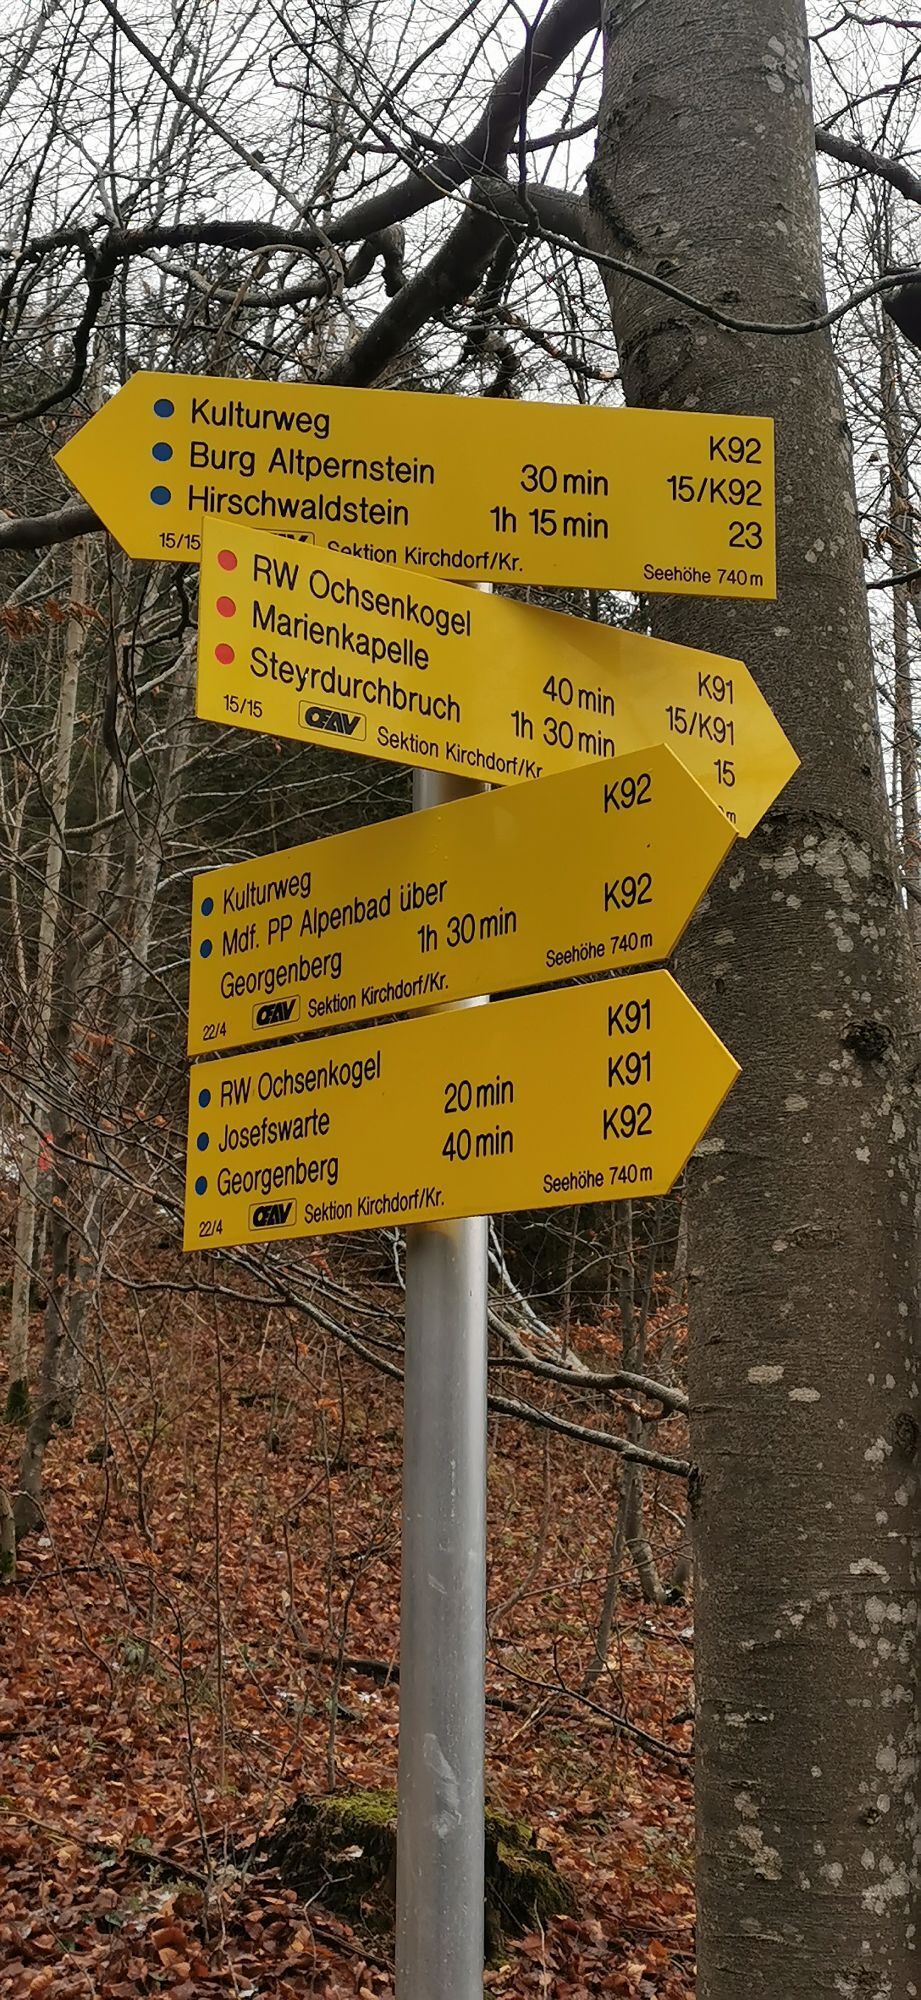 Kulturweg K92
Burg Altpernstein 30 min 15/K92
Hirschwaldstein 1h 15 min 23
15/15 Sektion Kirchdorf/Kr. Seehöhe 740 m
RW Ochsenkogel K91
Marienkapelle 40 min 15/K91
Steyrdurchbruch 1h 30 min 15
15/15 OEAV Sektion Kirchdorf/Kr m
Kulturweg K92
Mdf. PP Alpenbad über
Georgenberg 1h 30 min K92
22/4 OEAV Sektion Kirchdorf/Kr. Seehöhe 740 m
RW Ochsenkogel K91
Josefswarte 20 min K91
Georgenberg 40 min K92
22/4 OEAV Sektion Kirchdorf/Kr. Seehöhe 740 m